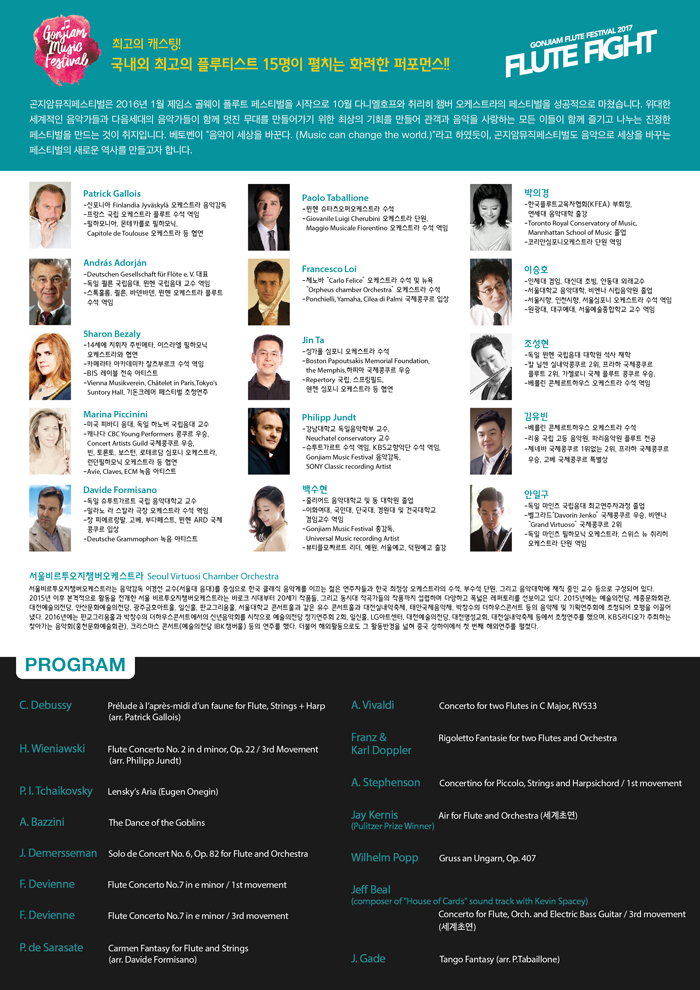 Gonjiam
Music
Festival
최고의 캐스팅!
국내외 최고의 플루티스트 15명이 펼치는 화려한 퍼포먼스!!
GONJIAM FLUTE FESTIVAL 2017
FLUTE FIGHT
곤지암뮤직페스티벌은 2016년 1월 제임스 골웨이 플루트 페스티벌을 시작으로 10월 다니엘호프와 취리히 챔버 오케스트라의 페스티벌을 성공적으로 마쳤습니다. 위대한
세계적인 음악가들과 다음세대의 음악가들이 함께 멋진 무대를 만들어가기 위한 최상의 기회를 만들어 관객과 음악을 사랑하는 모든 이들이 함께 즐기고 나누는 진정한
페스티벌을 만드는 것이 취지입니다. 베토벤이 "음악이 세상을 바꾼다. (Music can change the world.)"라고 하였듯이, 곤지암뮤직페스티벌도 음악으로 세상을 바꾸는
페스티벌의 새로운 역사를 만들고자 합니다.
Patrick Gallois
-신포니아 Finlandia Jyväskylä 오케스트라 음악감독
-프랑스 국립 오케스트라 플루트 수석 역임
-필하모니아, 몬테카를로 필하모닉,
Capitole de Toulouse 오케스트라 등 협연
András Adorján
-Deutschen Gesellschaft für Flöte e. V. 대표
-독일 쾰른 국립음대, 뮌헨 국립음대 교수 역임
-스톡홀름, 쾰른, 바덴바덴, 뮌헨 오케스트라 플루트
수석 역임
Sharon Bezaly
-14세에 지휘자 주빈메타, 이스라엘 필하모닉
오케스트라와 협연
-카메라타 아카데미카 잘츠부르크 수석 역임
-BIS 레이블 전속 아티스트
-Vienna Musikverein, Châtelet in Paris,Tokyo's
Suntory Hall, 기돈크레머 페스티벌 초청연주
Marina Piccinini
-미국 피바디 음대, 독일 하노버 국립음대 교수
-캐나다 CBC Young Performers 콩쿠르 우승,
Concert Artists Guild 국제콩쿠르 우승,
빈, 토론토, 보스턴, 로테르담 심포니 오케스트라,
런던필하모닉 오케스트라 등 협연
-Avie, Claves, ECM 녹음 아티스트
Davide Formisano
-독일 슈투트가르트 국립 음악대학교 교수
-밀라노 라 스칼라 극장 오케스트라 수석 역임
-장 피에르랑팔, 고베, 부다페스트, 뮌헨 ARD 국제
콩쿠르 입상
-Deutsche Grammophon 녹음 아티스트
Paolo Taballione
-뮌헨 슈타츠오퍼오케스트라 수석
-Giovanile Luigi Cherubini 오케스트라 단원,
Maggio Musicale Fiorentino 오케스트라 수석 역임
Francesco Loi
-제노바 "Carlo Felice" 오케스트라 수석 및 뉴욕
"Orpheus chamber Orchestra" 오케스트라 수석
-Ponchielli, Yamaha, Cilea di Palmi 국제콩쿠르 입상
Jin Ta
-싱가폴 심포니 오케스트라 수석
-Boston Papoutsakis Memorial Foundation,
the Memphis,하피아 국제콩쿠르 우승
-Repertory 국립, 스프링필드,
쉔젠 심포니 오케스트라 등 협연
Philipp Jundt
-강남대학교 독일음악학부 교수,
Neuchatel conservatory 교수
-슈투트가르트 수석, KBS교향악단 수석 역임,
Gonjiam Music Festival 음악감독,
SONY Classic recording Artist
백수현
-줄리어드 음악대학교 및 동 대학원 졸업
-이화여대, 국민대, 단국대, 경원대 및 건국대학교
겸임교수 역임
-Gonjiam Music Festival 총감독,
Universal Music recording Artist
-뷰티플모짜르트 리더, 예원, 서울예고, 덕원예고 출강
박의경
-한국플루트교육자협회(KFEA) 부회장,
연세대 음악대학 출강
-Toronto Royal Conservatory of Music,
Mannhattan School of Music 졸업
-코리안심포니오케스트라 단원 역임
이승호
-인제대 겸임, 대신대 초빙, 안동대 외래교수
-서울대학교 음악대학, 비엔나 시립음악원 졸업
-서울시향, 인천시향, 서울심포니 오케스트라 수석 역임
-원광대, 대구예대, 서울예술종합학교 교수 역임
조성현
-독일 뮌헨 국립음대 대학원 석사 재학
-칼 닐센 실내악콩쿠르 2위, 프라하 국제콩쿠르
플루트 2위, 가젤로니 국제 플루트 콩쿠르 우승,
-베를린 콘체르트하우스 오케스트라 수석 역임
김유빈
-베를린 콘체르트하우스 오케스트라 수석
-리옹 국립 고등 음악원, 파리음악원 플루트 전공
-제네바 국제콩쿠르 1위없는 2위, 프라하 국제콩쿠르
우승, 고베 국제콩쿠르 특별상
안일구
-독일 마인츠 국립음대 최고연주자과정 졸업
-벨그라드"Davorin Jenko" 국제콩쿠르 우승, 비엔나
"Grand Virtuoso" 국제콩쿠르 2위
-독일 마인츠 필하모닉 오케스트라, 스위스 뉴 취리히
오케스트라 단원 역임
서울비르투오지챔버오케스트라 Seoul Virtuosi Chamber Orchestra
서울비르투오지챔버오케스트라는 음악감독 이경선 교수(서울대 음대)를 중심으로 한국 클래식 음악계를 이끄는 젊은 연주자들과 한국 최정상 오케스트라의 수석, 부수석 단원, 그리고 음악대학에 재직 중인 교수 등으로 구성되어 있다.
2015년 이후 본격적으로 활동을 전개한 서울 비르투오지 챔버 오케스트라는 바로크 시대부터 20세기 작품들, 그리고 동시대 작곡가들의 작품까지 섭렵하며 다양하고 폭넓은 레퍼토리를 선보이고 있다. 2015년에는 예술의전당, 세종문화회관,
대전예술의전당, 안산문화예술의전당, 광주금호아트홀, 일신홀, 판교그리움홀, 서울대학교 콘서트홀과 같은 유수 콘서트홀과 대전실내악축제, 태안국제음악제, 박창수의 더하우스콘서트 등의 음악제 및 기획연주회에 초청되어 호평을 이끌어
냈다. 2016년에는 판교그리움홀과 박창수의 더하우스콘서트에서의 신년음악회를 시작으로 예술의전당 정기연주회 2회, 일신홀, LG아트센터, 대전예술의전당, 대전명성교회, 대전실내악축제 등에서 초청연주를 했으며, KBS라디오가 주최하는
찾아가는 음악회(홍천문화예술회관), 크리스마스 콘서트(예술의전당 IBK챔버홀) 등의 연주를 했다. 더불어 해외활동으로도 그 활동반경을 넓혀 중국 상하이에서 첫 번째 해외연주를 펼쳤다.
PROGRAM
C. Debussy Prélude à l'après-midi d'un faune for Flute, Strings + Harp
(arr. Patrick Gallois)
H. Wieniawski Flute Concerto No. 2 in d minor, Op. 22 / 3rd Movement
(arr. Philipp Jundt)
P. I. Tchaikovsky Lensky's Aria (Eugen Onegin)
A. Bazzini The Dance of the Goblins
J. Demersseman Solo de Concert No. 6, Op. 82 for Flute and Orchestra
F. Devienne Flute Concerto No.7 in e minor / 1st movement
F. Devienne Flute Concerto No.7 in e minor / 3rd movement
P. de Sarasate Carmen Fantasy for Flute and Strings
(arr. Davide Formisano)
A. Vivaldi Concerto for two Flutes in C Major, RV533
Franz &
Karl Doppler Rigoletto Fantasie for two Flutes and Orchestra
A. Stephenson Concertino for Piccolo, Strings and Harpsichord / 1st movement
Jay Kernis Air for Flute and Orchestra (세계초연)
(Pulitzer Prize Winner)
Wilhelm Popp Gruss an Ungarn, Op. 407
Jeff Beal
(composer of "House of Cards" sound track with Kevin Spacey)
Concerto for Flute, Orch. and Electric Bass Guitar / 3rd movement
(세계초연)
J. Gade Tango Fantasy (arr. P.Tabaillone)